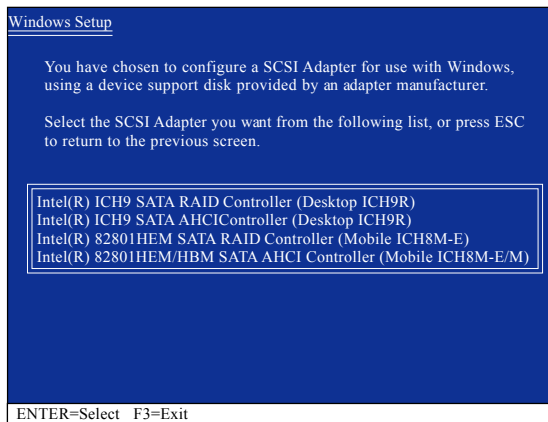 Windows Setup
You have chosen to configure a SCSI Adapter for use with Windows,
using a device support disk provided by an adapter manufacturer.
Select the SCSI Adapter you want from the following list, or press ESC
to return to the previous screen.
Intel(R) ICH9 SATA RAID Controller (Desktop ICH9R)
Intel(R) ICH9 SATA AHCIController (Desktop ICH9R)
Intel(R) 82801HEM SATA RAID Controller (Mobile ICH8M-E)
Intel(R) 82801HEM/HBM SATA AHCI Controller (Mobile ICH8M-E/M)
ENTER=Select F3=Exit